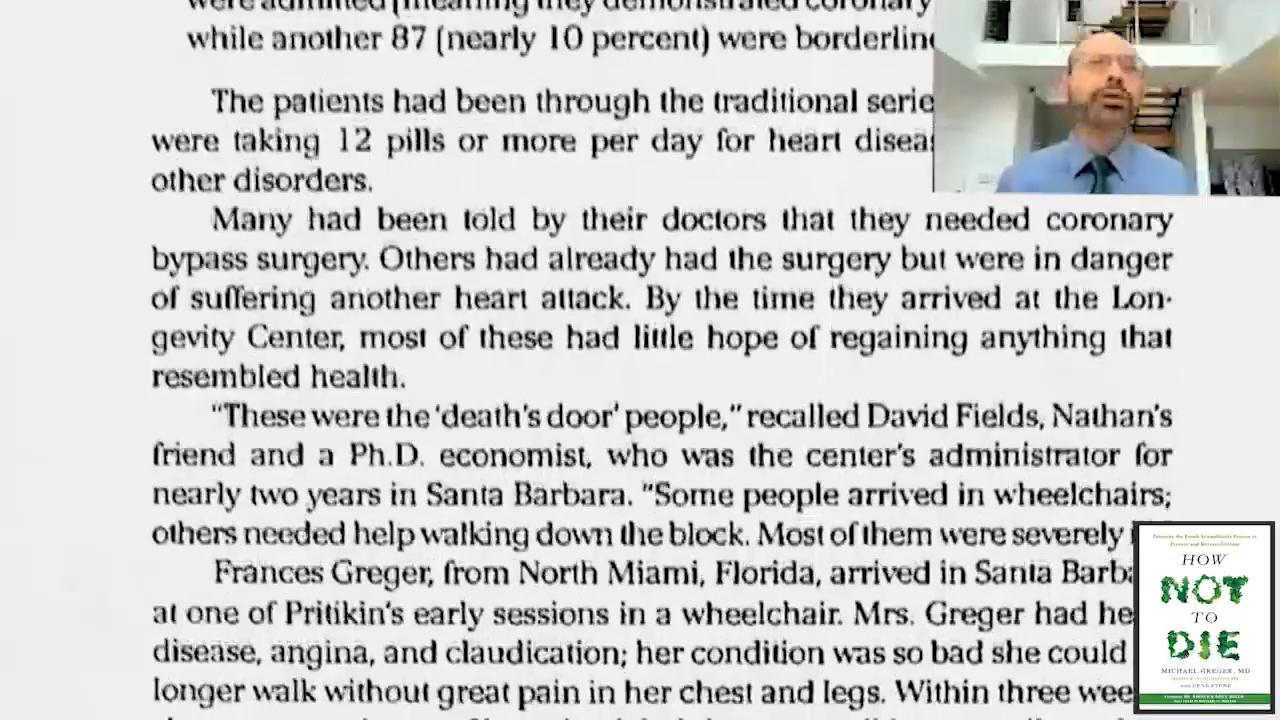 were admitted (meaning they demonstrated coronary
while another 87 (nearly 10 percent) were borderline
The patients had been through the traditional
were taking 12 pills or more per day for heart
other disorders.
Many had been told by their doctors that they needed coronary
bypass surgery. Others had already had the surgery but were in danger
of suffering another heart attack. By the time they arrived at the Lon-
gevity Center, most of these had little hope of regaining anything that
resembled health.
"These were the 'death's door' people," recalled David Fields, Nathan's
friend and a Ph.D. economist, who was the center's administrator for
nearly two years in Santa Barbara. "Some people arrived in wheelchairs;
others needed help walking down the block. Most of them were severely
Frances Greger, from North Miami, Florida, arrived in Santa
at one of Pritikin's early sessions in a wheelchair. Mrs. Greger had
disease, angina, and claudication; her condition was so bad she could
longer walk without great pain in her chest and legs. Within three
HOW
NOT
TO
DIE
MICHAEL GREGER, MD